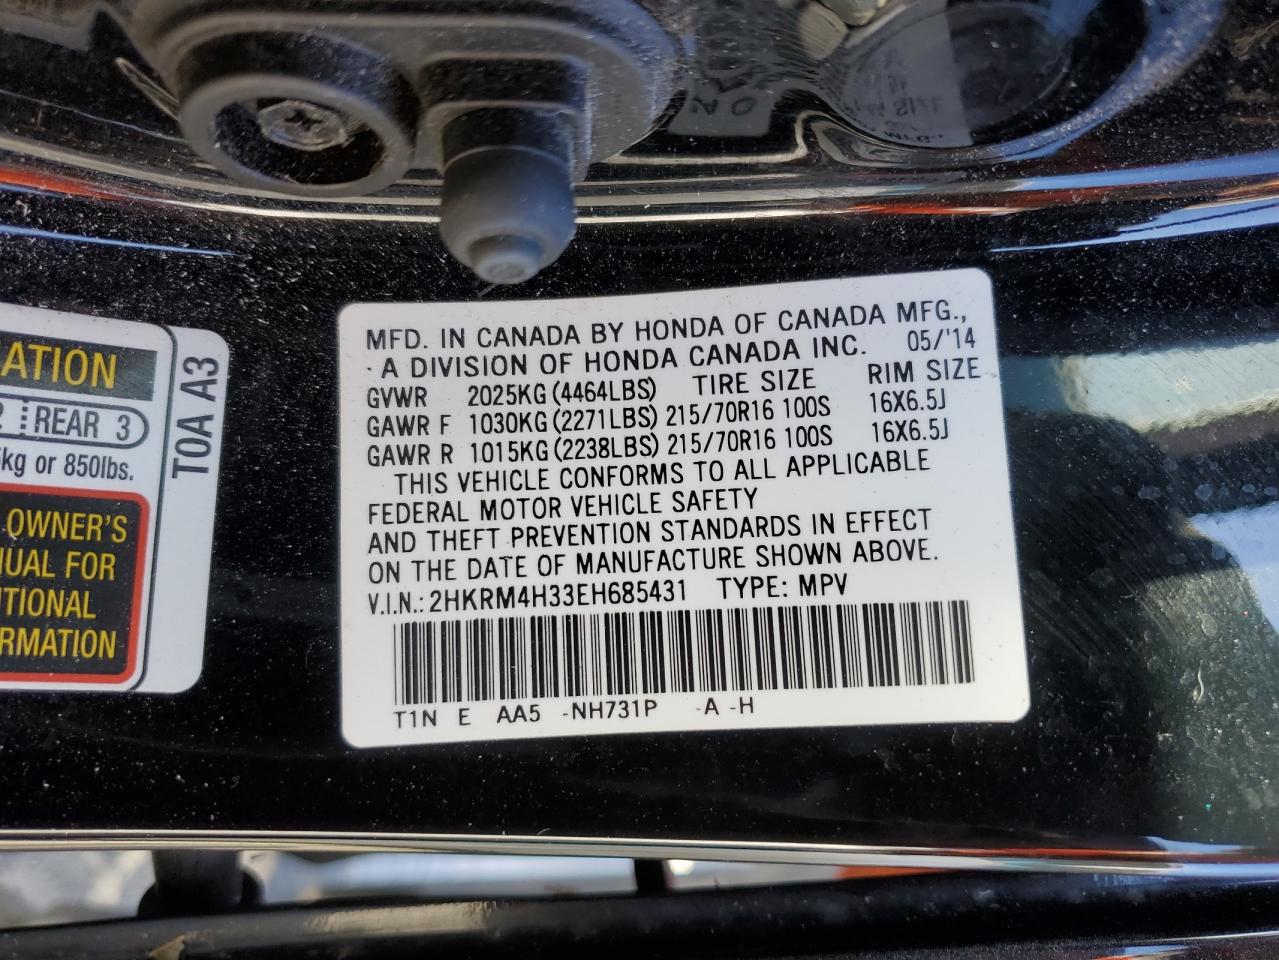 ATION
2 REAR 3
kg or 850lbs.
OWNER'S
UAL FOR
TIONAL
ORMATION
T0A A3
MFD. IN CANADA BY HONDA OF CANADA MFG.,
A DIVISION OF HONDA CANADA INC. 05/'14
GVWR 2025KG (4464LBS) TIRE SIZE RIM SIZE
GAWR F 1030KG (2271LBS) 215/70R16 100S 16X6.5J
GAWR R 1015KG (2238LBS) 215/70R16 100S 16X6.5J
THIS VEHICLE CONFORMS TO ALL APPLICABLE
FEDERAL MOTOR VEHICLE SAFETY
AND THEFT PREVENTION STANDARDS IN EFFECT
ON THE DATE OF MANUFACTURE SHOWN ABOVE.
V.I.N.: 2HKRM4H33EH685431 TYPE: MPV
T1N E AA5 -NH731P -A -H